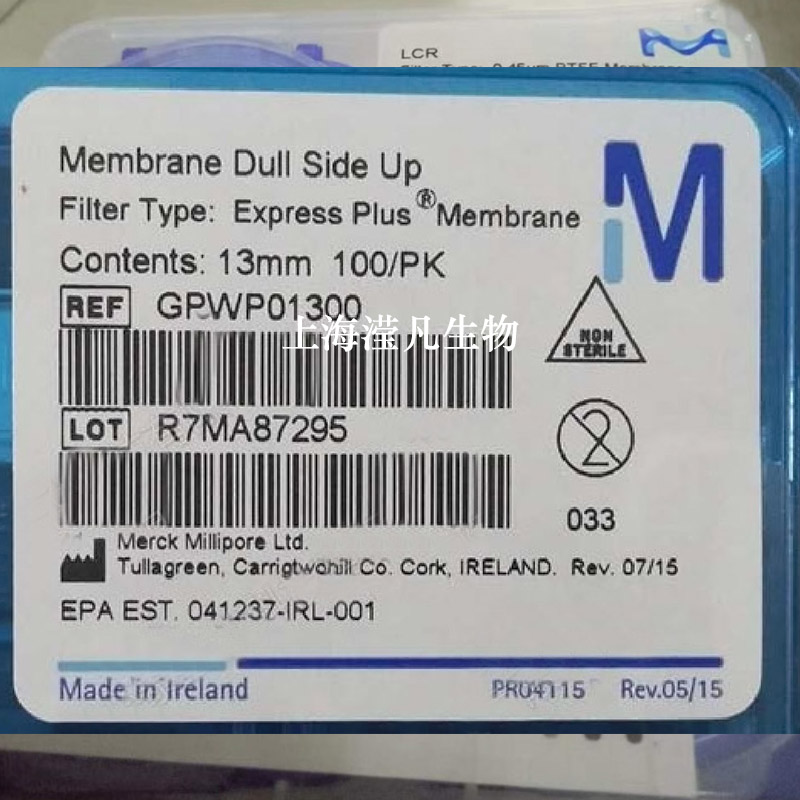 LCR
Membrane Dull Side Up
Filter Type: Express Plus® Membrane
Contents: 13mm 100/PK
REF GPWP01300
上海滢凡生物
NON
STERILE
LOT R7MA87295
2
033
Merck Millipore Ltd.
Tullagreen, Carrigtwohill Co. Cork, IRELAND. Rev. 07/15
EPA EST. 041237-IRL-001
Made in Ireland PR04115 Rev.05/15